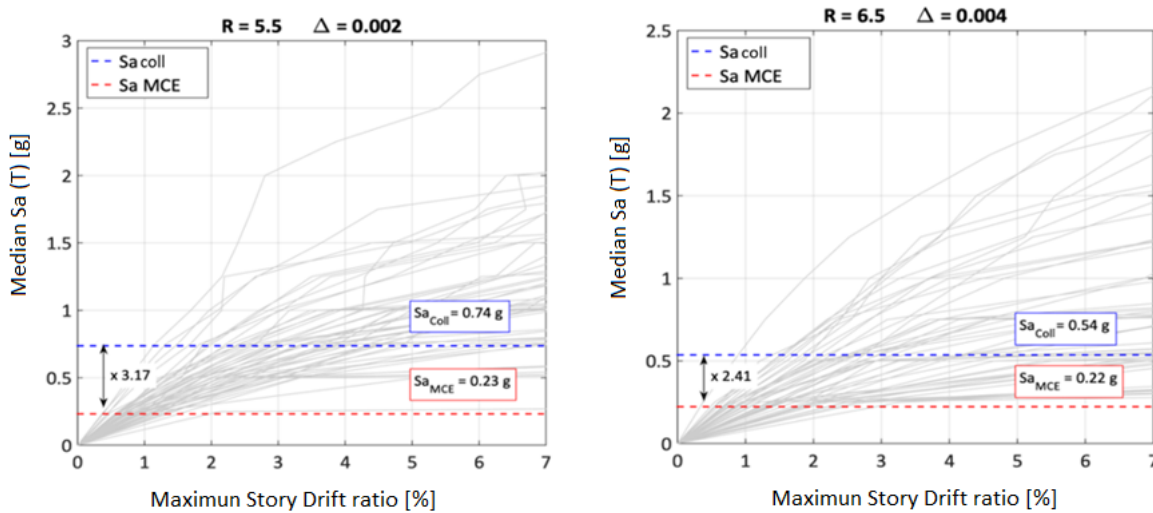 R = 5.5 Δ = 0.002
3
2.5
2
1.5
1
0.5
0
Median Sa (T) [g]
Sa coll
Sa MCE
Sa Coll = 0.74 g
x 3.17
Sa MCE = 0.23 g
0 1 2 3 4 5 6 7
Maximun Story Drift ratio [%]
R = 6.5 Δ = 0.004
2.5
2
1.5
1
0.5
0
Median Sa (T) [g]
Sa coll
Sa MCE
Sa Coll = 0.54 g
x 2.41
Sa MCE = 0.22 g
0 1 2 3 4 5 6 7
Maximun Story Drift ratio [%]